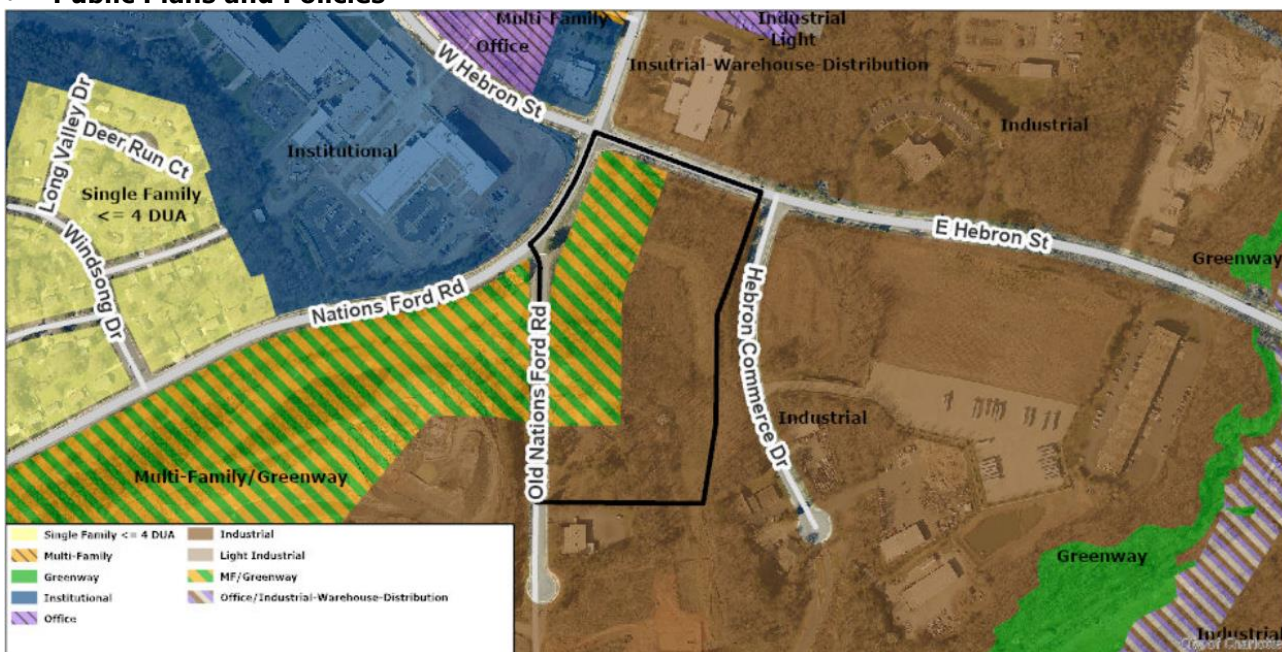 Public Plans and Policies
Multi-Family
Office
Industrial
- Light
Insutrial-Warehouse-Distribution
W Hebron St
Industrial
Long Valley Dr
Deer Run Ct
Institutional
Single Family
<= 4 DUA
Windsong Dr
E Hebron St
Greenway
Nations Ford Rd
Hebron Commerce Dr
Old Nations Ford Rd
Industrial
Multi-Family/Greenway
Greenway
Single Family <= 4 DUA
Multi-Family
Greenway
Institutional
Office
Industrial
Light Industrial
MF/Greenway
Office/Industrial-Warehouse-Distribution
Industrial
City of Charlotte